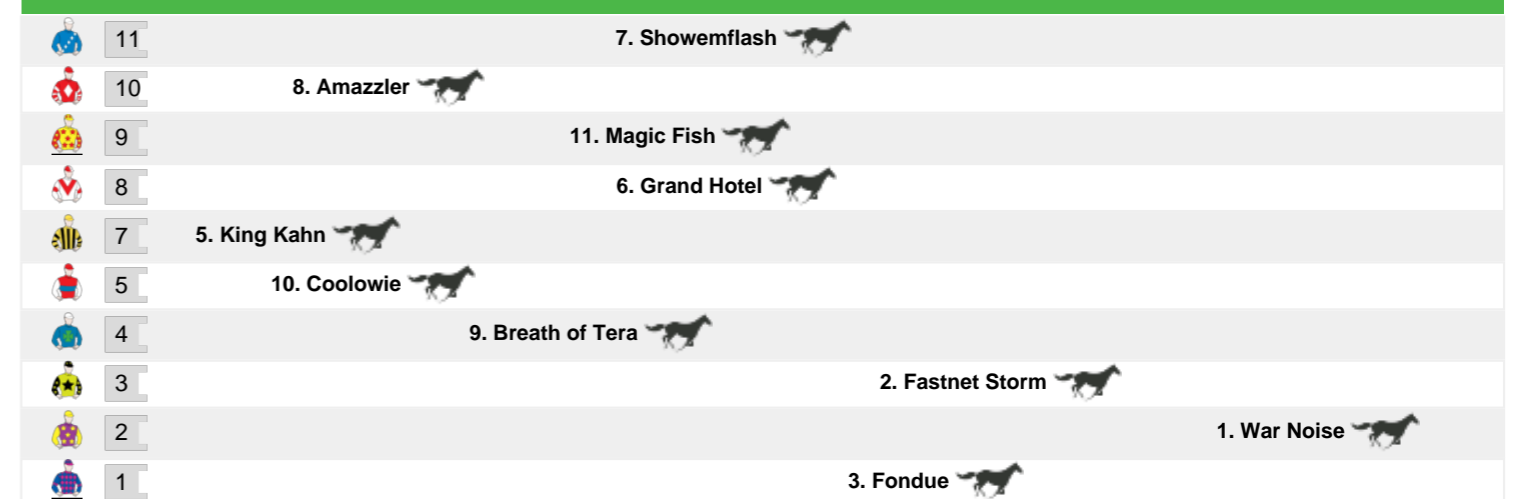 11 7. Showemflash
10 8. Amazzler
9 11. Magic Fish
8 6. Grand Hotel
7 5. King Kahn
5 10. Coolowie
4 9. Breath of Tera
3 2. Fastnet Storm
2 1. War Noise
1 3. Fondue